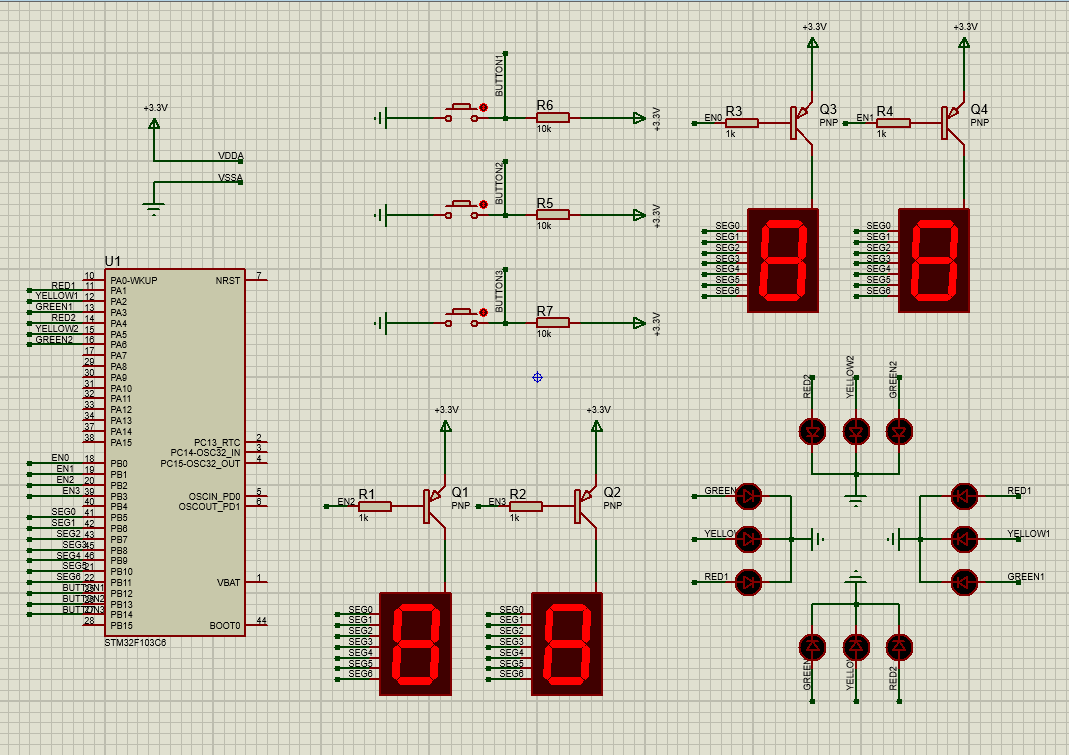 +3.3V
VDDA
VSSA
BUTTON1
R6
10k
+3.3V
BUTTON2
R5
10k
+3.3V
BUTTON3
R7
10k
+3.3V
+3.3V
EN0
R3
1k
Q3
PNP
+3.3V
EN1
R4
1k
Q4
PNP
SEG0
SEG1
SEG2
SEG3
SEG4
SEG5
SEG6
SEG0
SEG1
SEG2
SEG3
SEG4
SEG5
SEG6
U1
10 PA0-WKUP
RED1 11 PA1
YELLOW1 12 PA2
GREEN1 13 PA3
RED2 14 PA4
YELLOW2 15 PA5
GREEN2 16 PA6
17 PA7
29 PA8
30 PA9
31 PA10
32 PA11
33 PA12
34 PA13
37 PA14
38 PA15
EN0 18 PB0
EN1 19 PB1
EN2 20 PB2
EN3 39 PB3
40 PB4
SEG0 41 PB5
SEG1 42 PB6
SEG2 43 PB7
SEG3 45 PB8
SEG4 46 PB9
SEG5 21 PB10
SEG6 22 PB11
BUTTON1 PB12
BUTTON2 PB13
BUTTON3 PB14
28 PB15
NRST 7
PC13_RTC 2
PC14-OSC32_IN 3
PC15-OSC32_OUT 4
OSCIN_PD0 5
OSCOUT_PD1 6
VBAT 1
BOOT0 44
STM32F103C6
+3.3V
EN2
R1
1k
Q1
PNP
+3.3V
EN3
R2
1k
Q2
PNP
SEG0
SEG1
SEG2
SEG3
SEG4
SEG5
SEG6
SEG0
SEG1
SEG2
SEG3
SEG4
SEG5
SEG6
RED2
YELLOW2
GREEN2
GREEN
YELLO
RED1
RED1
YELLOW1
GREEN1
GREEN
YELLO
RED2